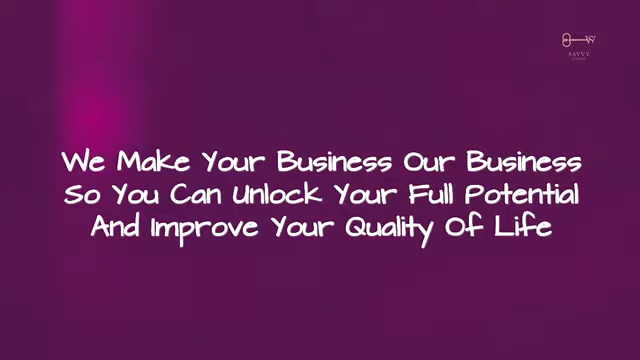 SAVVY
We Make Your Business Our Business
So You Can Unlock Your Full Potential
And Improve Your Quality Of Life